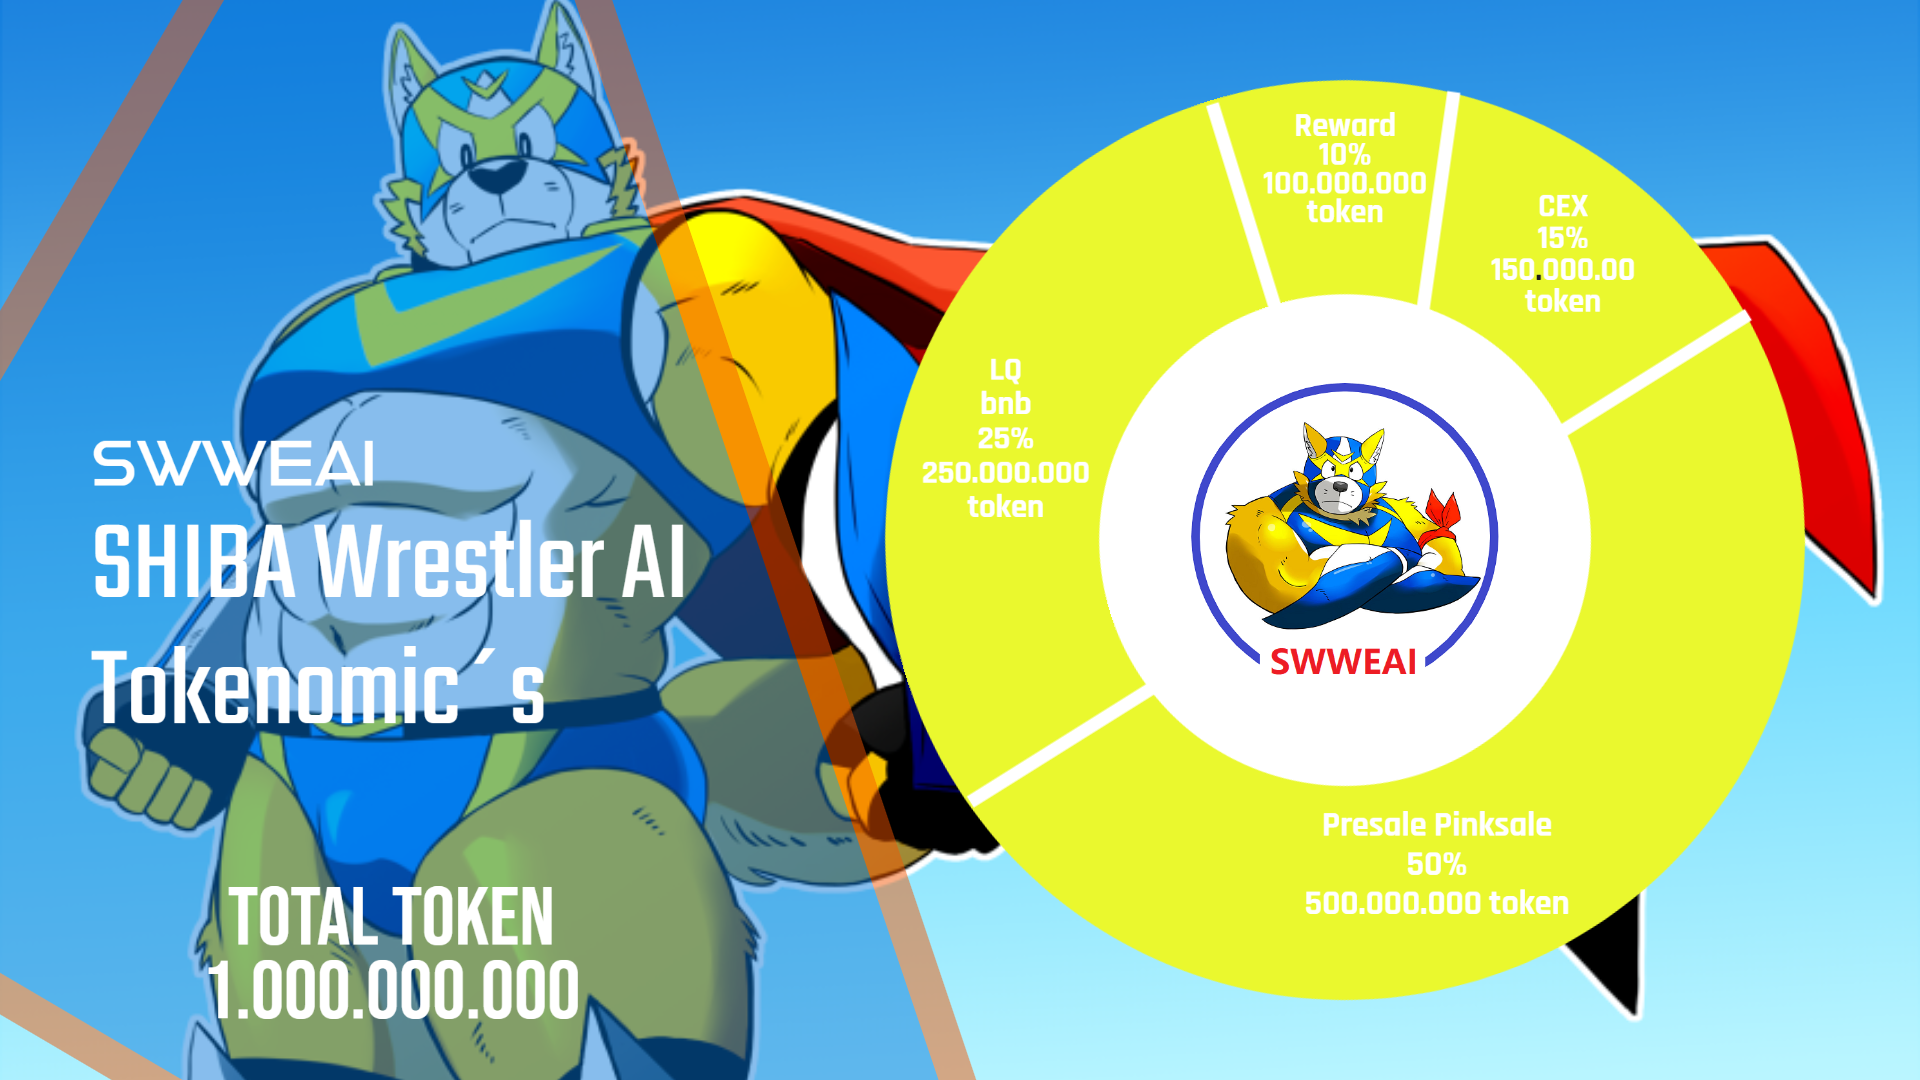 SWWEAI
SHIBA Wrestler AI
Tokenomic´s
TOTAL TOKEN
1.000.000.000
Reward
10%
100.000.000
token
CEX
15%
150.000.00
token
LQ
bnb
25%
250.000.000
token
SWWEAI
Presale Pinksale
50%
500.000.000 token